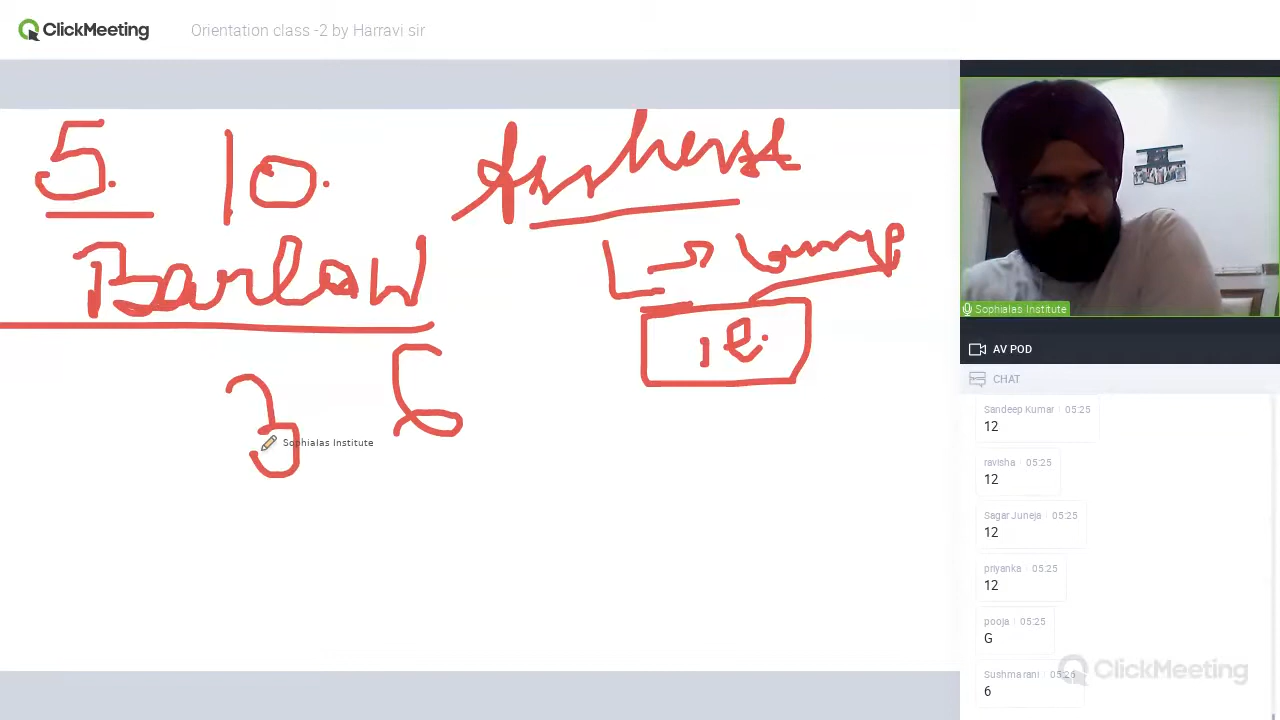 ClickMeeting Orientation class -2 by Harravi sir
5. 10. Amherst
Barlow
L → Lamp
1 e.
3 6
Sophialas Institute
Sophialas Institute
AV POD
CHAT
Sandeep Kumar 05:25
12
ravisha 05:25
12
Sagar Juneja 05:25
12
priyanka 05:25
12
pooja 05:25
G
Sushma rani 05:26
6
ClickMeeting